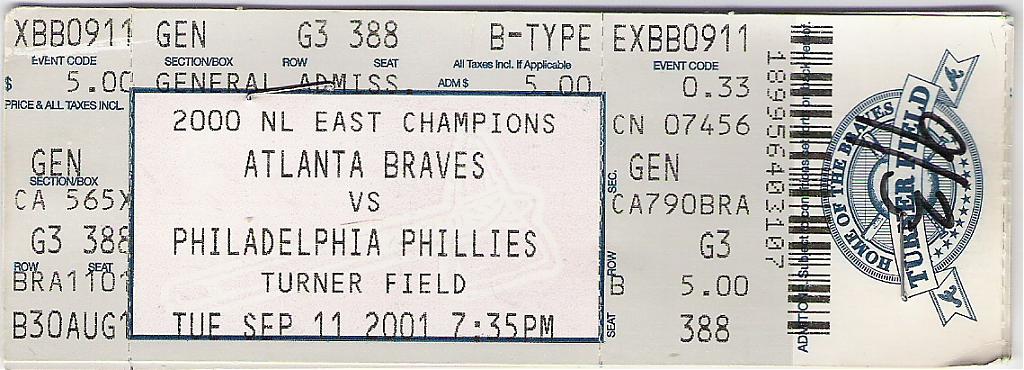 XBB0911 GEN G3 388 B-TYPE EXBB0911
EVENT CODE SECTION/BOX ROW SEAT All Taxes Incl. If Applicable EVENT CODE
$ 5.00 GENERAL ADMISS. ADM$ 5.00 0.33
PRICE & ALL TAXES INCL.
2000 NL EAST CHAMPIONS
CN 07456
GEN ATLANTA BRAVES SEC. GEN
SECTION/BOX
CA 565X VS CA790BRA
G3 388 PHILADELPHIA PHILLIES ROW G3
ROW SEAT
BRA1101 TURNER FIELD B 5.00
B30AUG1 TUE SEP 11 2001 7:35PM SEAT 388
189956403107
HOME OF THE BRAVES
TURNER FIELD
A
A